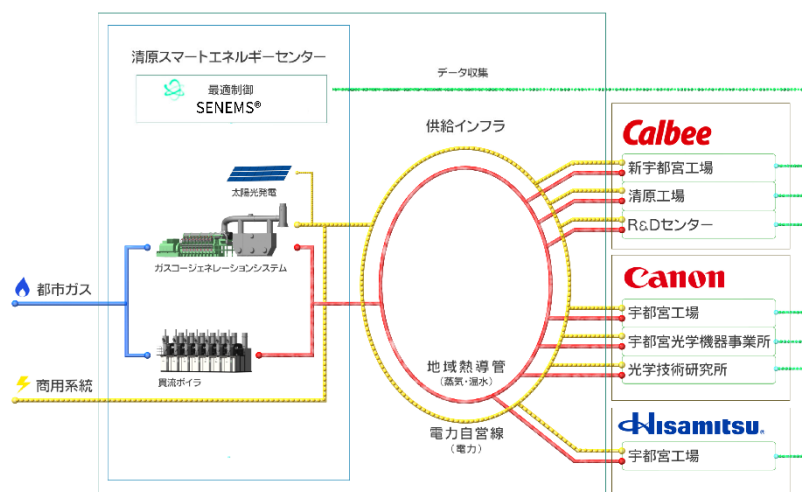 清原スマートエネルギーセンター
最適制御
SENEMS®
データ収集
供給インフラ
太陽光発電
ガスコージェネレーションシステム
都市ガス
貫流ボイラ
商用系統
地域熱導管
(蒸気・温水)
電力自営線
(電力)
Calbee
新宇都宮工場
清原工場
R&Dセンター
Canon
宇都宮工場
宇都宮光学機器事業所
光学技術研究所
Hisamitsu®
宇都宮工場